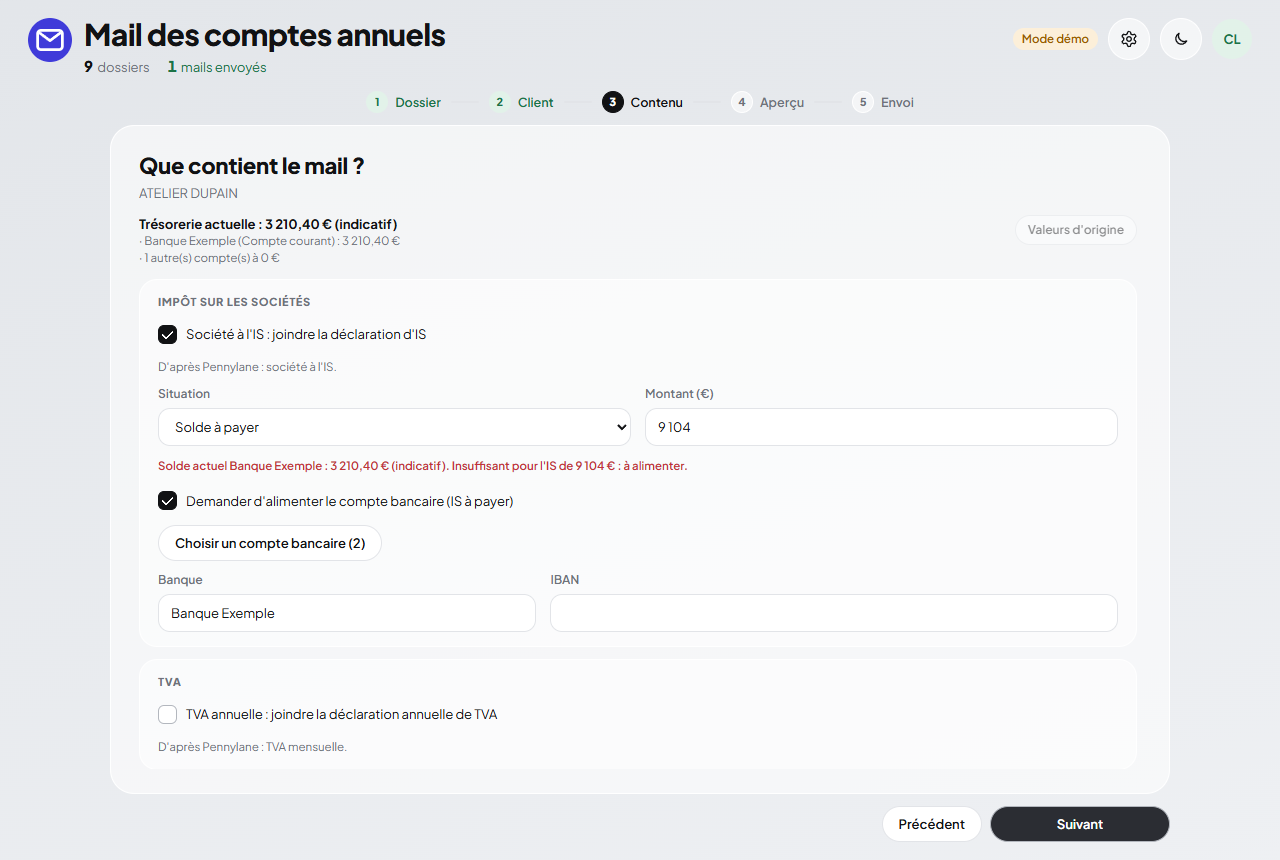 Mail des comptes annuels
9 dossiers 1 mails envoyés
Mode démo
CL
1 Dossier 2 Client 3 Contenu 4 Aperçu 5 Envoi
Que contient le mail ?
ATELIER DUPAIN
Trésorerie actuelle : 3 210,40 € (indicatif)
· Banque Exemple (Compte courant) : 3 210,40 €
· 1 autre(s) compte(s) à 0 €
Valeurs d'origine
IMPÔT SUR LES SOCIÉTÉS
Société à l'IS : joindre la déclaration d'IS
D'après Pennylane : société à l'IS.
Situation Montant (€)
Solde à payer 9 104
Solde actuel Banque Exemple : 3 210,40 € (indicatif). Insuffisant pour l'IS de 9 104 € : à alimenter.
Demander d'alimenter le compte bancaire (IS à payer)
Choisir un compte bancaire (2)
Banque IBAN
Banque Exemple
TVA
TVA annuelle : joindre la déclaration annuelle de TVA
D'après Pennylane : TVA mensuelle.
Précédent Suivant